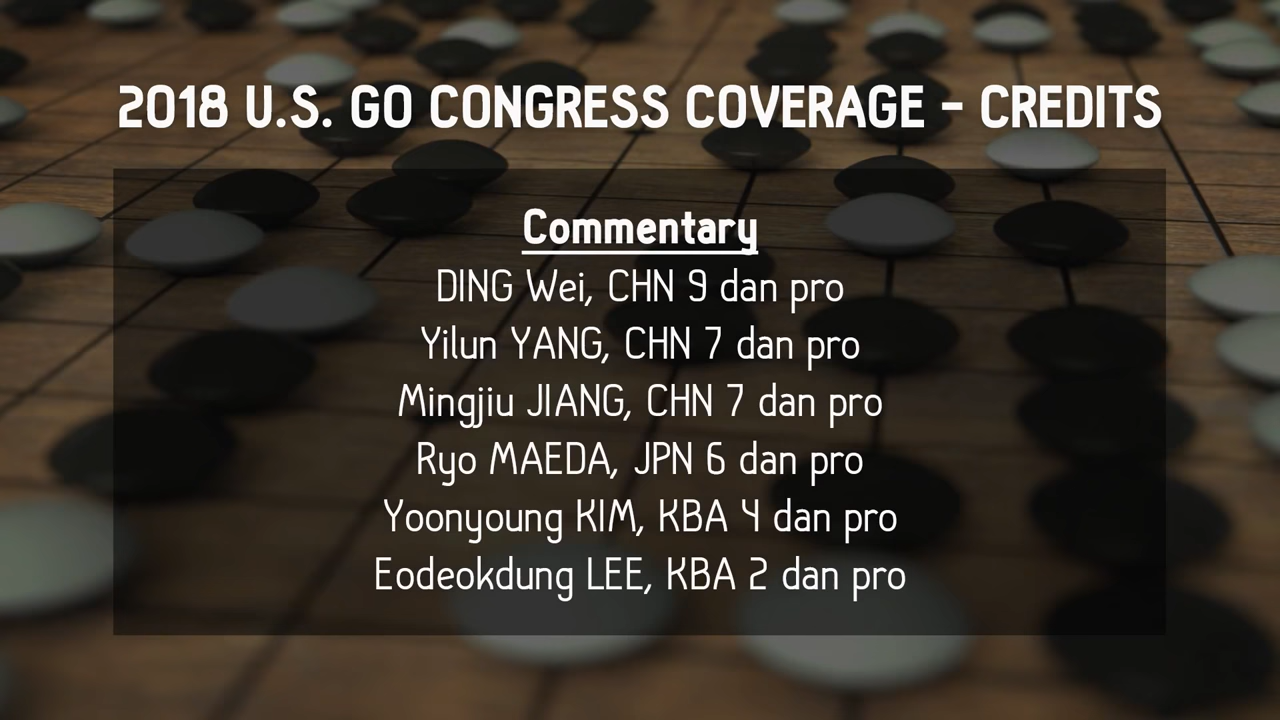 2018 U.S. GO CONGRESS COVERAGE - CREDITS
Commentary
DING Wei, CHN 9 dan pro
Yilun YANG, CHN 7 dan pro
Mingjiu JIANG, CHN 7 dan pro
Ryo MAEDA, JPN 6 dan pro
Yoonyoung KIM, KBA 4 dan pro
Eodeokdung LEE, KBA 2 dan pro